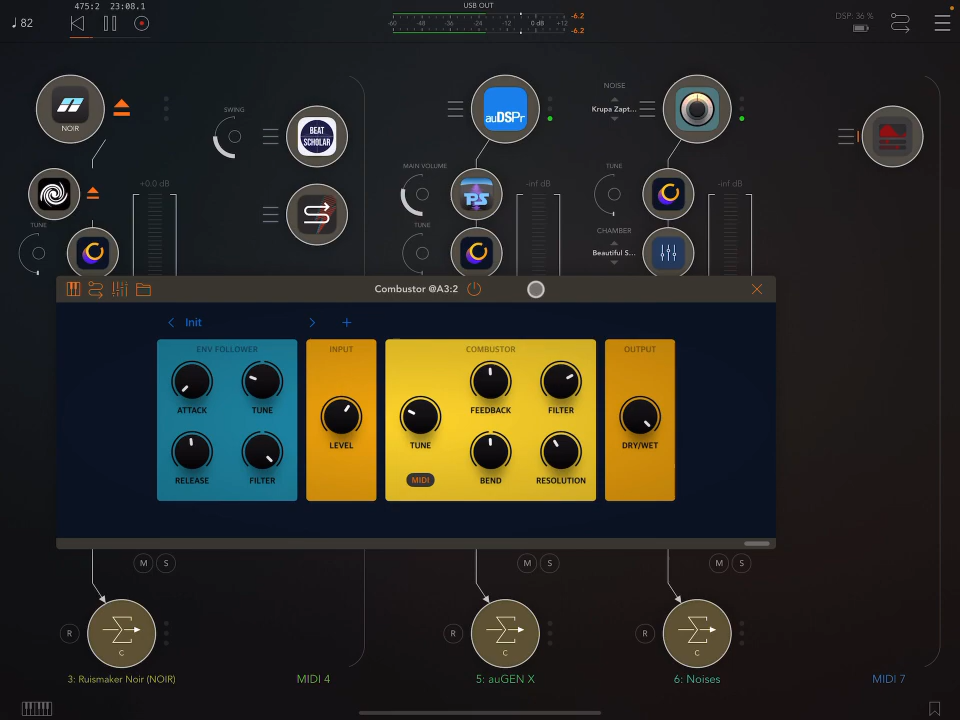 475:2 23:08.1
USB OUT
♩ 82
-60 -48 -36 -24 -12 0 dB +12
-6.2
-6.2
DSP: 36 %
NOIR
SWING
BEAT
SCHOLAR
auDSPr
NOISE
Krupa Zapt...
+0.0 dB
MAIN VOLUME
-inf dB
TUNE
-inf dB
TUNE
TUNE
CHAMBER
Beautiful S...
Combustor @A3:2
Init
ENV FOLLOWER
INPUT
COMBUSTOR
OUTPUT
ATTACK
TUNE
FEEDBACK
FILTER
LEVEL
TUNE
DRY/WET
RELEASE
FILTER
MIDI
BEND
RESOLUTION
M S
M S
M S
R
C
R
C
R
C
3: Ruismaker Noir (NOIR)
MIDI 4
5: auGEN X
6: Noises
MIDI 7